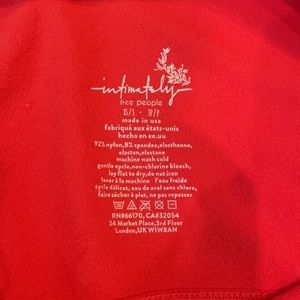 intimately
free people
XS/S - TP/P
made in usa
fabriqué aux états-unis
hecho en ee.uu
92% nylon, 8% spandex, elasthanne,
elastan, elastane
machine wash cold
gentle cycle, non-chlorine bleach,
lay flat to dry, do not iron
laver à la machine l'eau froide
cycle délicat, eau de javel sans chlore,
faire sécher à plat, ne pas repasser
RN#66170, CA#32054
24 Market Place, 3rd Floor
London, UK W1W8AN